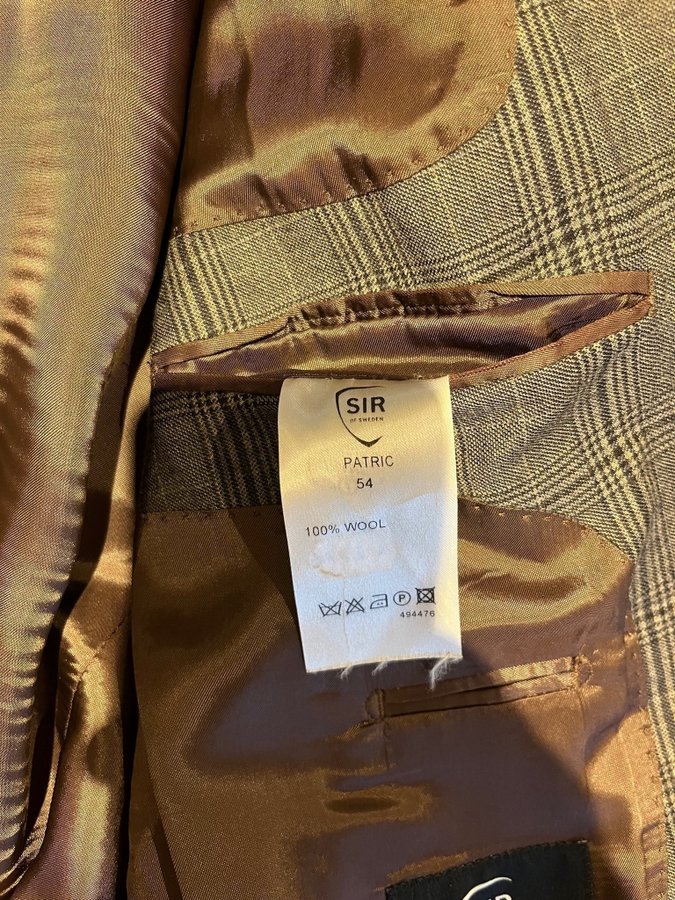 SIR
OF SWEDEN
PATRIC
54
100% WOOL
P
494476